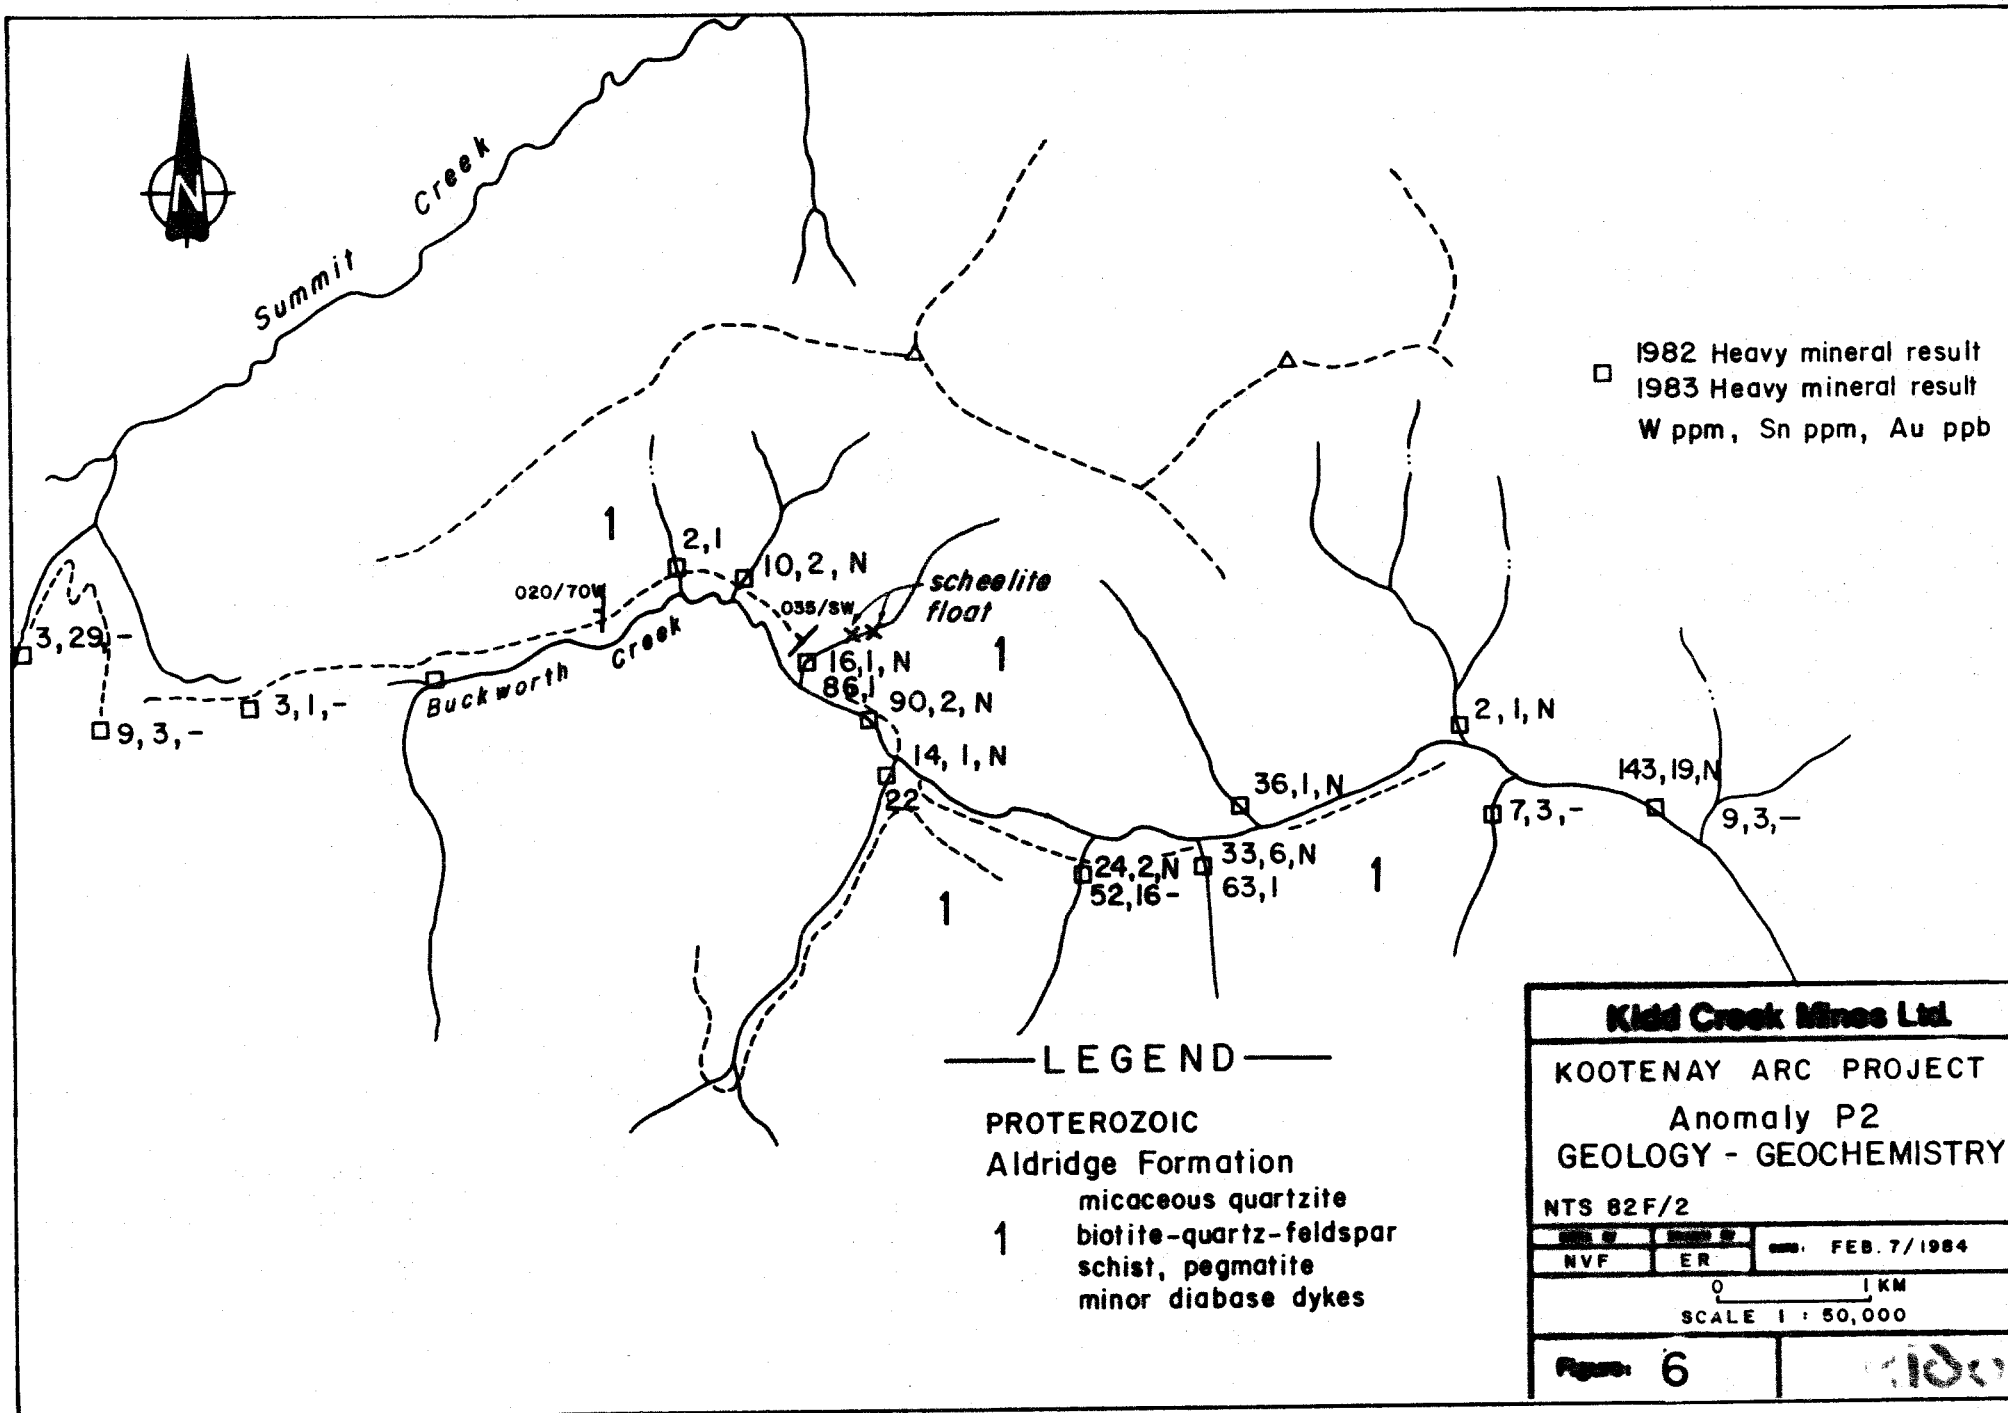 N
Summit Creek
1982 Heavy mineral result
1983 Heavy mineral result
W ppm, Sn ppm, Au ppb
1
2,1
10,2, N
020/70W
035/SW
scheelite
float
3,29,-
16,1, N
1
86,1
Buckworth Creek
90,2, N
3,1,-
9,3,-
2,1, N
14, 1, N
22
36,1, N
143,19,N
7,3,-
9,3,-
24,2,N
52,16-
33,6,N
63,1
1
1
LEGEND
PROTEROZOIC
Aldridge Formation
micaceous quartzite
1 biotite-quartz-feldspar
schist, pegmatite
minor diabase dykes
Kidd Creek Mines Ltd.
KOOTENAY ARC PROJECT
Anomaly P2
GEOLOGY - GEOCHEMISTRY
NTS 82F/2
NVF ER FEB. 7/1984
0 1 KM
SCALE 1 : 50,000
Figure: 6